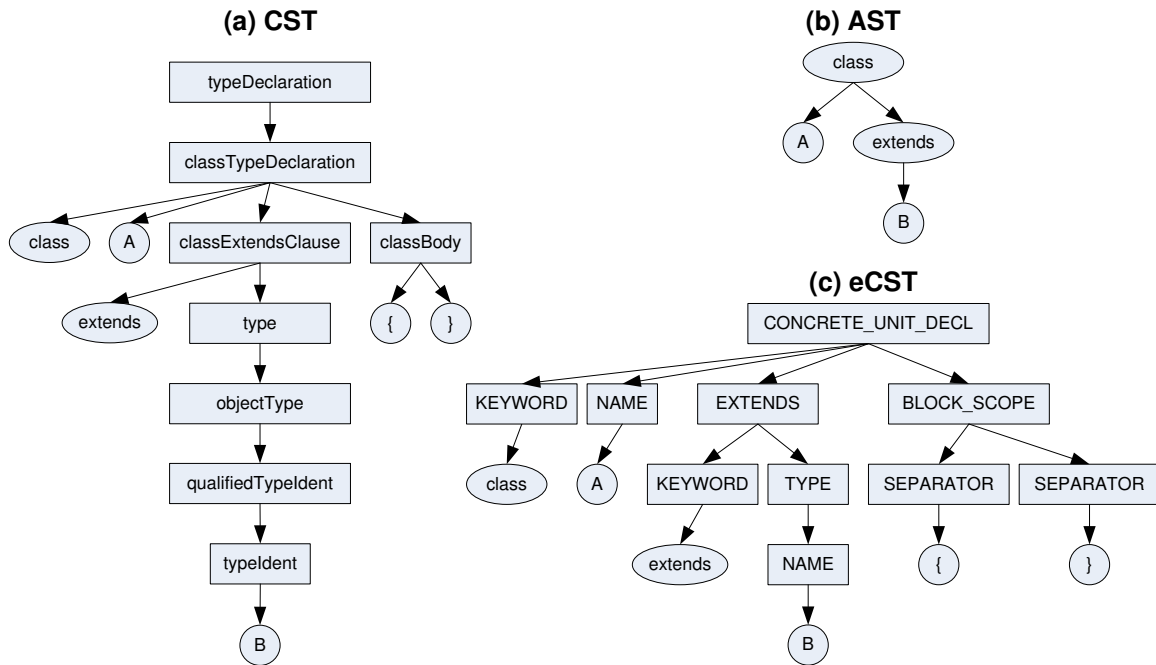 (a) CST
typeDeclaration
classTypeDeclaration
class
A
classExtendsClause
classBody
extends
type
{
}
objectType
qualifiedTypeIdent
typeIdent
B
(b) AST
class
A
extends
B
(c) eCST
CONCRETE_UNIT_DECL
KEYWORD
NAME
EXTENDS
BLOCK_SCOPE
class
A
KEYWORD
TYPE
SEPARATOR
SEPARATOR
extends
NAME
{
}
B